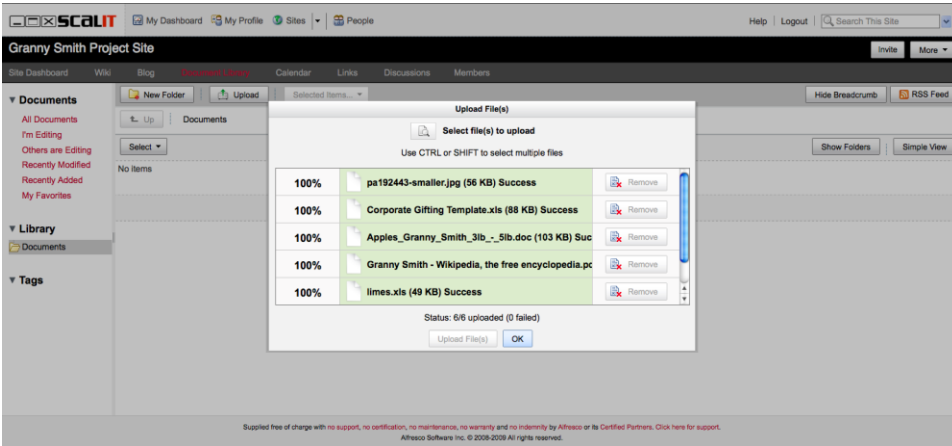 SCALIT
My Dashboard My Profile Sites People
Help Logout Search This Site
Granny Smith Project Site
Invite More
Site Dashboard Wiki Blog Document Library Calendar Links Discussions Members
Documents
New Folder Upload Selected Items...
Hide Breadcrumb RSS Feed
All Documents
I'm Editing
Others are Editing
Recently Modified
Recently Added
My Favorites
Up Documents
Select
Show Folders Simple View
No items
Library
Documents
Tags
Upload File(s)
Select file(s) to upload
Use CTRL or SHIFT to select multiple files
100% pa192443-smaller.jpg (56 KB) Success Remove
100% Corporate Gifting Template.xls (88 KB) Success Remove
100% Apples_Granny_Smith_3lb_-_5lb.doc (103 KB) Suc Remove
100% Granny Smith - Wikipedia, the free encyclopedia.pc Remove
100% limes.xls (49 KB) Success Remove
Status: 6/6 uploaded (0 failed)
Upload File(s) OK
Supplied free of charge with no support, no certification, no maintenance, no warranty and no indemnity by Alfresco or its Certified Partners. Click here for support.
Alfresco Software Inc. © 2008-2009 All rights reserved.